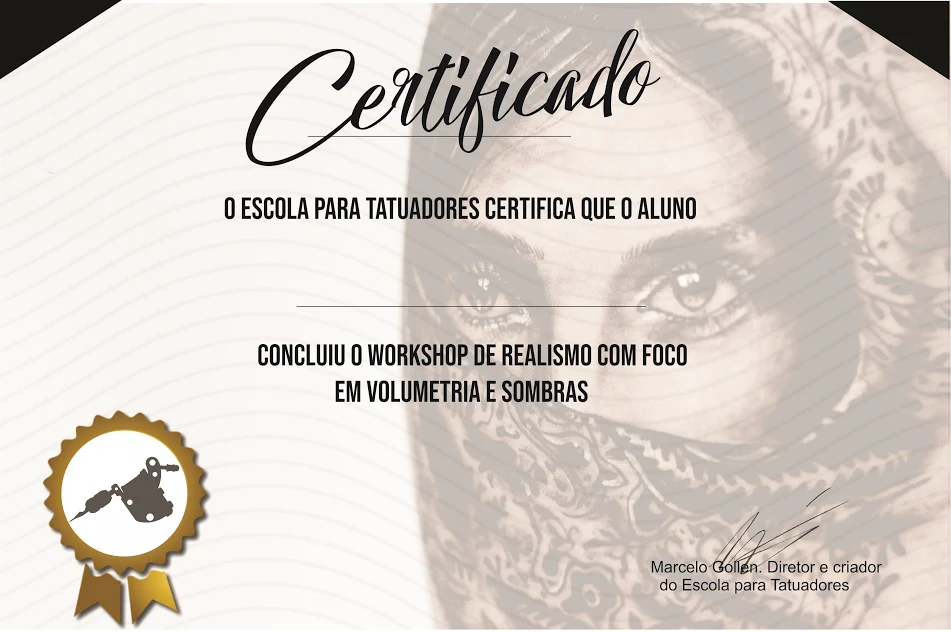 Certificado
O ESCOLA PARA TATUADORES CERTIFICA QUE O ALUNO
CONCLUIU O WORKSHOP DE REALISMO COM FOCO
EM VOLUMETRIA E SOMBRAS
Marcelo Gollen. Diretor e criador
do Escola para Tatuadores